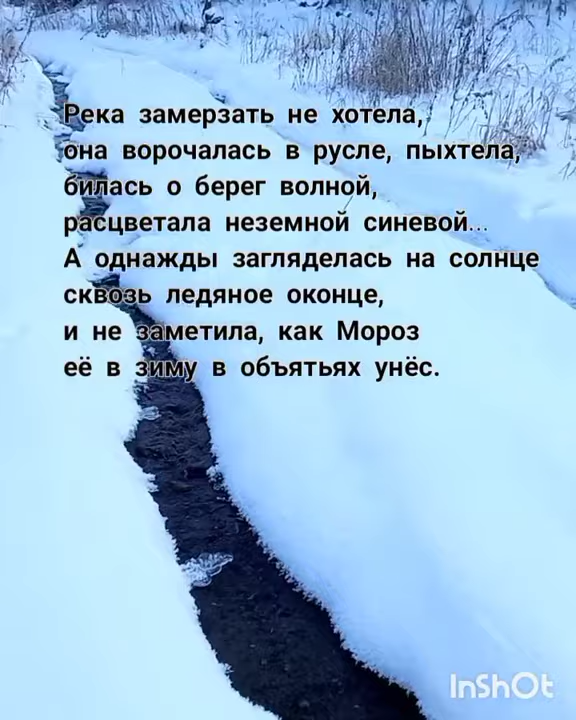 Река замерзать не хотела,
она ворочалась в русле, пыхтела,
билась о берег волной,
расцветала неземной синевой...
А однажды загляделась на солнце
сквозь ледяное оконце,
и не заметила, как Мороз
её в зиму в объятьях унёс.
InShOt